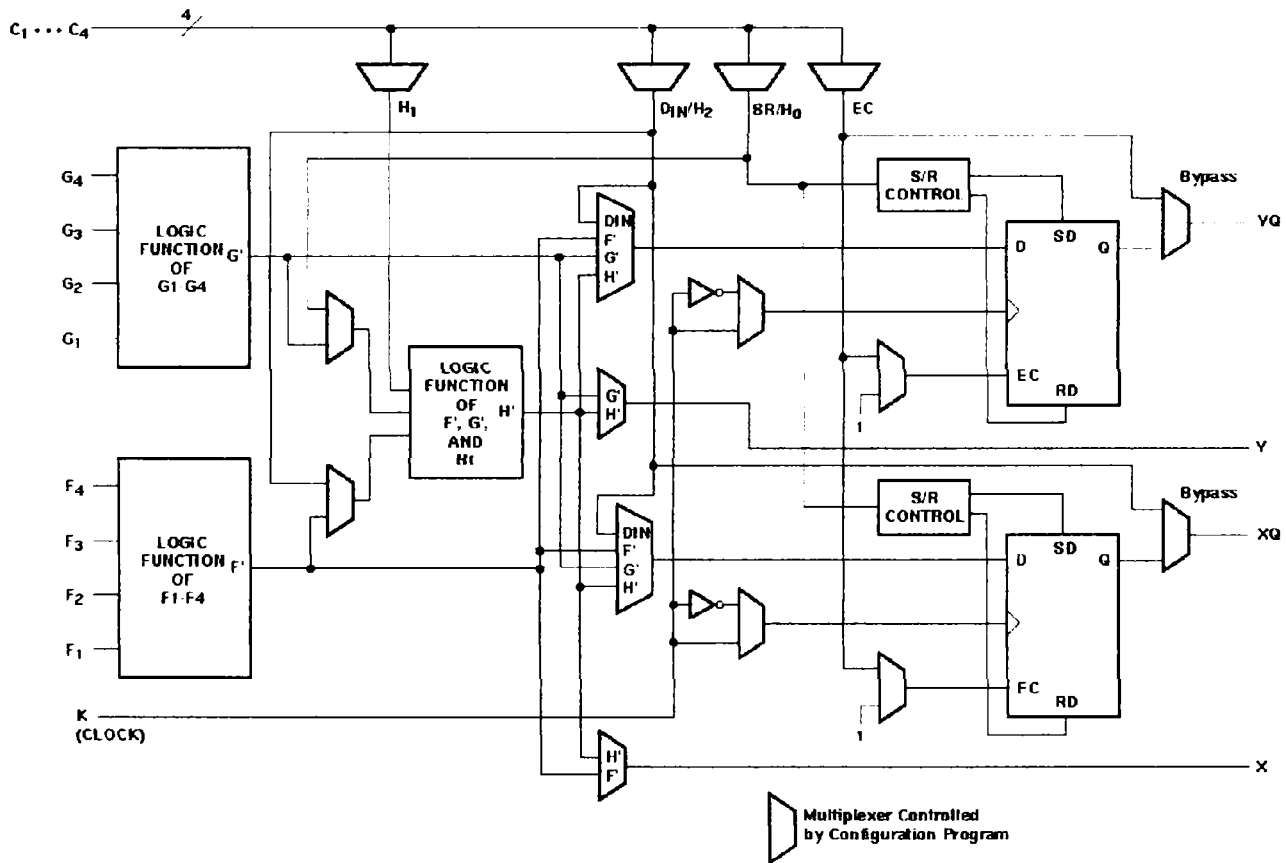 C1 ••• C4
4
H1
DIN/H2
SR/H0
EC
G4
G3
G2
G1
LOGIC
FUNCTION
OF
G1-G4
G'
DIN
F'
G'
H'
S/R
CONTROL
Bypass
D
SD
Q
YQ
EC
RD
1
LOGIC
FUNCTION
OF
F', G',
AND
H1
H'
G'
H'
Y
F4
F3
F2
F1
LOGIC
FUNCTION
OF
F1-F4
F'
DIN
F'
G'
H'
S/R
CONTROL
Bypass
D
SD
Q
XQ
EC
RD
1
K
(CLOCK)
H'
F'
X
Multiplexer Controlled
by Configuration Program